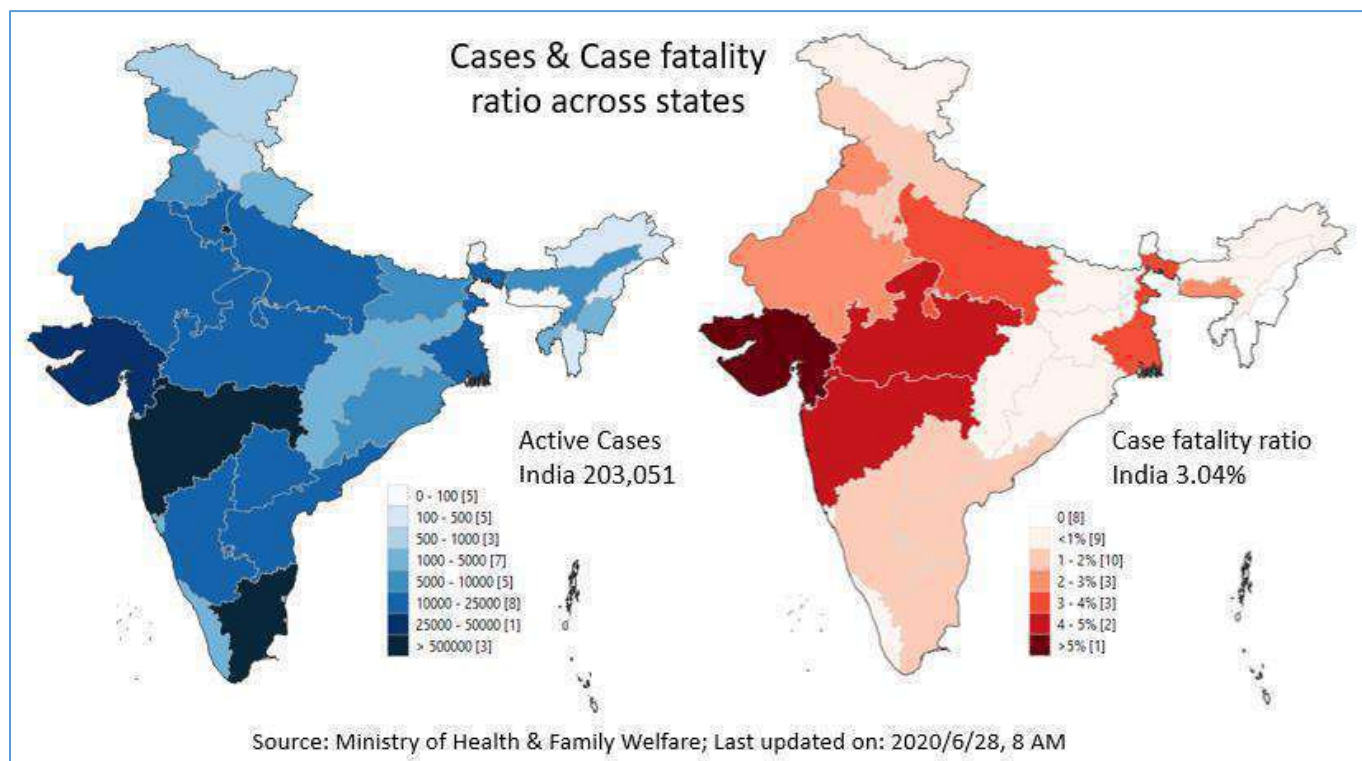 Cases & Case fatality
ratio across states
Active Cases
India 203,051
0 - 100 [5]
100 - 500 [5]
500 - 1000 [3]
1000 - 5000 [7]
5000 - 10000 [5]
10000 - 25000 [8]
25000 - 50000 [1]
> 500000 [3]
Case fatality ratio
India 3.04%
0 [8]
<1% [9]
1 - 2% [10]
2 - 3% [3]
3 - 4% [3]
4 - 5% [2]
>5% [1]
Source: Ministry of Health & Family Welfare; Last updated on: 2020/6/28, 8 AM